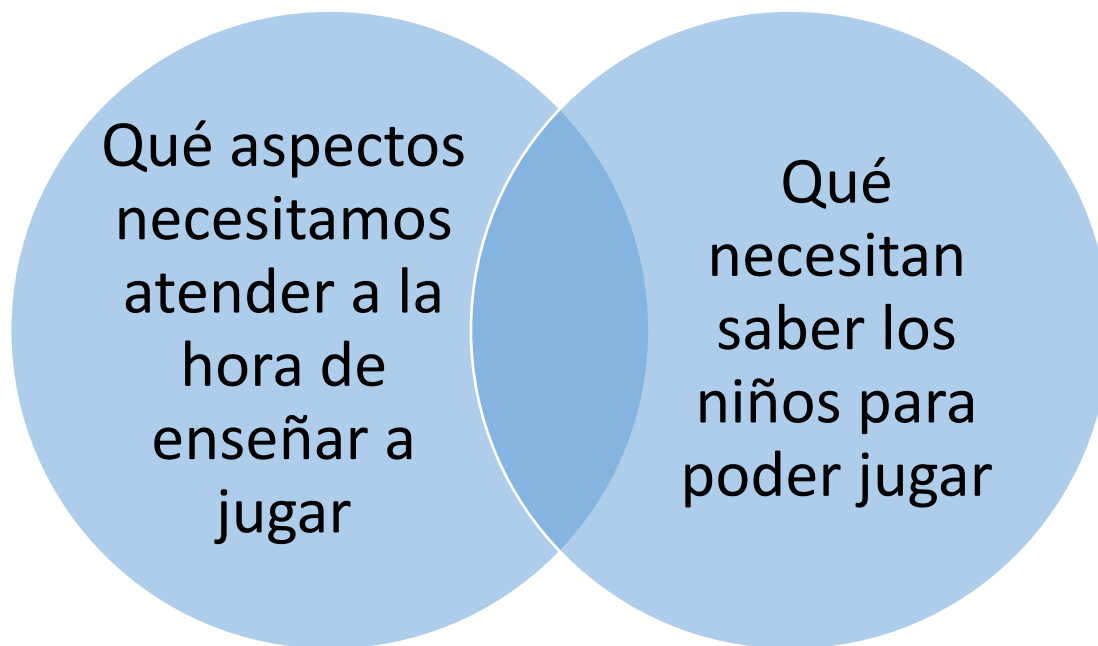 Qué aspectos
necesitamos
atender a la
hora de
enseñar a
jugar
Qué
necesitan
saber los
niños para
poder jugar